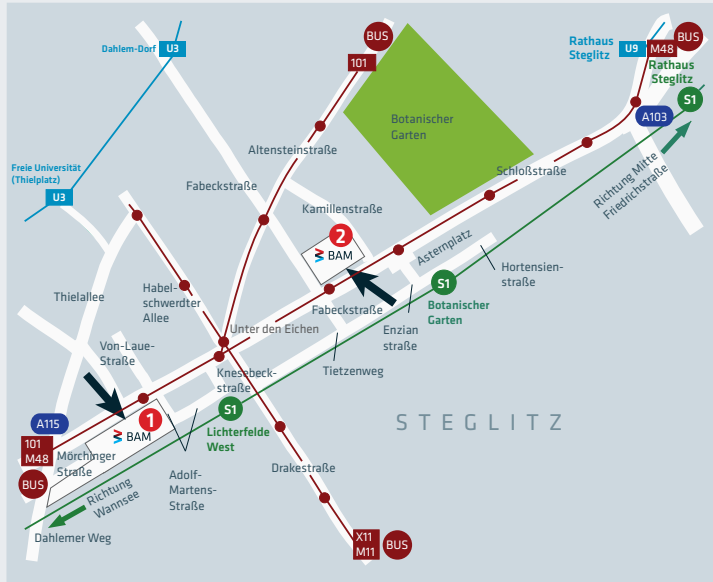 BUS
Dahlem-Dorf
U3
101
Rathaus
Steglitz
U9
M48
BUS
Rathaus
Steglitz
S1
A103
Botanischer
Garten
Altensteinstraße
Freie Universität
(Thielplatz)
U3
Fabeckstraße
Schloßstraße
Richtung Mitte
Friedrichstraße
Kamillenstraße
2
BAM
Asternplatz
Hortensien-
straße
Thielallee
Habel-
schwerdter
Allee
S1
Botanischer
Garten
Fabeckstraße
Enzian
straße
Unter den Eichen
Von-Laue-
Straße
Tietzenweg
Knesebeck-
straße
S1
Lichterfelde
West
STEGLITZ
A115
1
BAM
101
M48
Mörchinger
Straße
BUS
Adolf-
Martens-
Straße
Drakestraße
Richtung
Wannsee
Dahlemer Weg
X11
M11
BUS